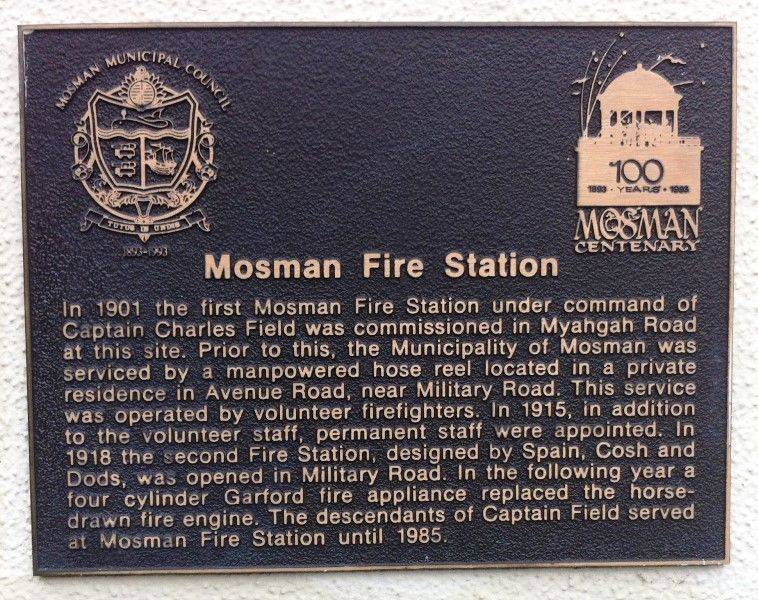 MOSMAN MUNICIPAL COUNCIL
TUTUS IN UNDIS
1893-1993
100
1893 · YEARS · 1993
MOSMAN
CENTENARY
Mosman Fire Station
In 1901 the first Mosman Fire Station under command of
Captain Charles Field was commissioned in Myahgah Road
at this site. Prior to this, the Municipality of Mosman was
serviced by a manpowered hose reel located in a private
residence in Avenue Road, near Military Road. This service
was operated by volunteer firefighters. In 1915, in addition
to the volunteer staff, permanent staff were appointed. In
1918 the second Fire Station, designed by Spain, Cosh and
Dods, was opened in Military Road. In the following year a
four cylinder Garford fire appliance replaced the horse-
drawn fire engine. The descendants of Captain Field served
at Mosman Fire Station until 1985.